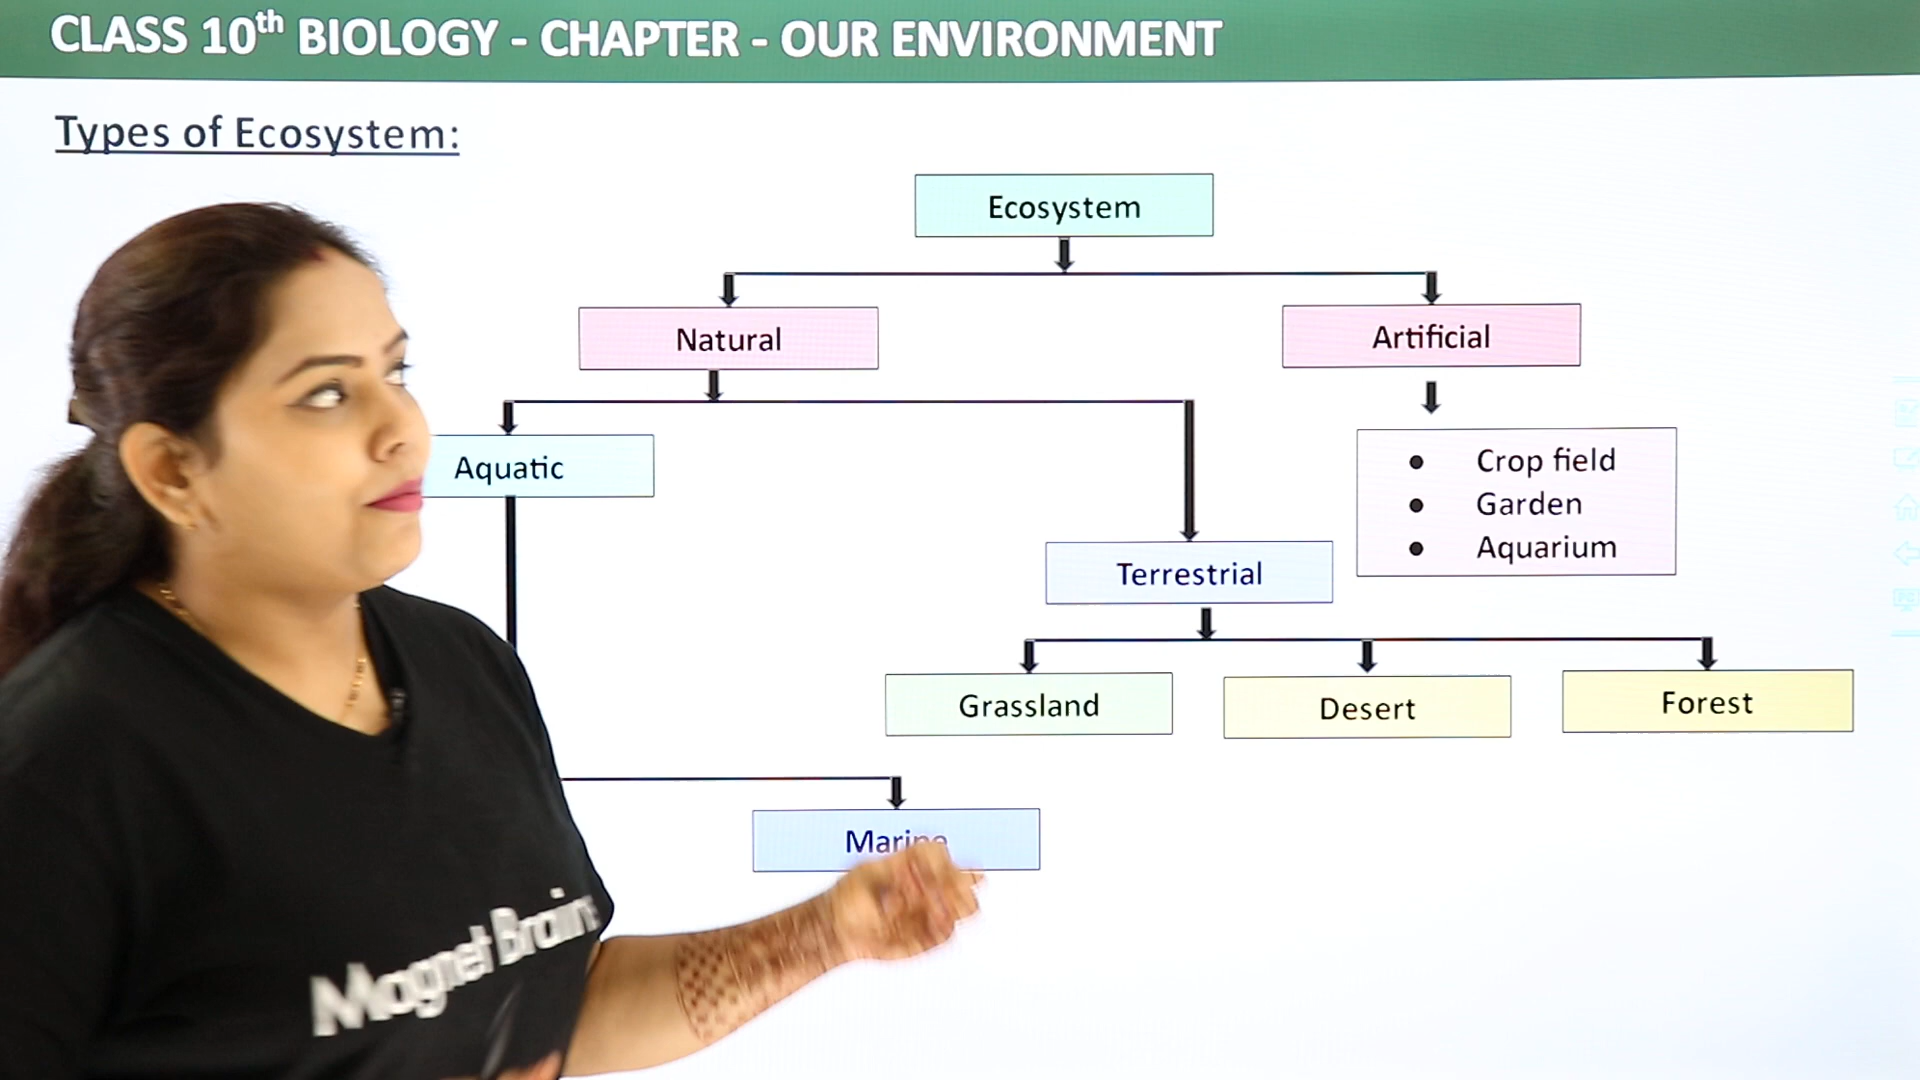 CLASS 10th BIOLOGY - CHAPTER - OUR ENVIRONMENT
Types of Ecosystem:
Ecosystem
Natural
Artificial
Aquatic
● Crop field
● Garden
● Aquarium
Terrestrial
Grassland
Desert
Forest
Marine
Magnet Brains